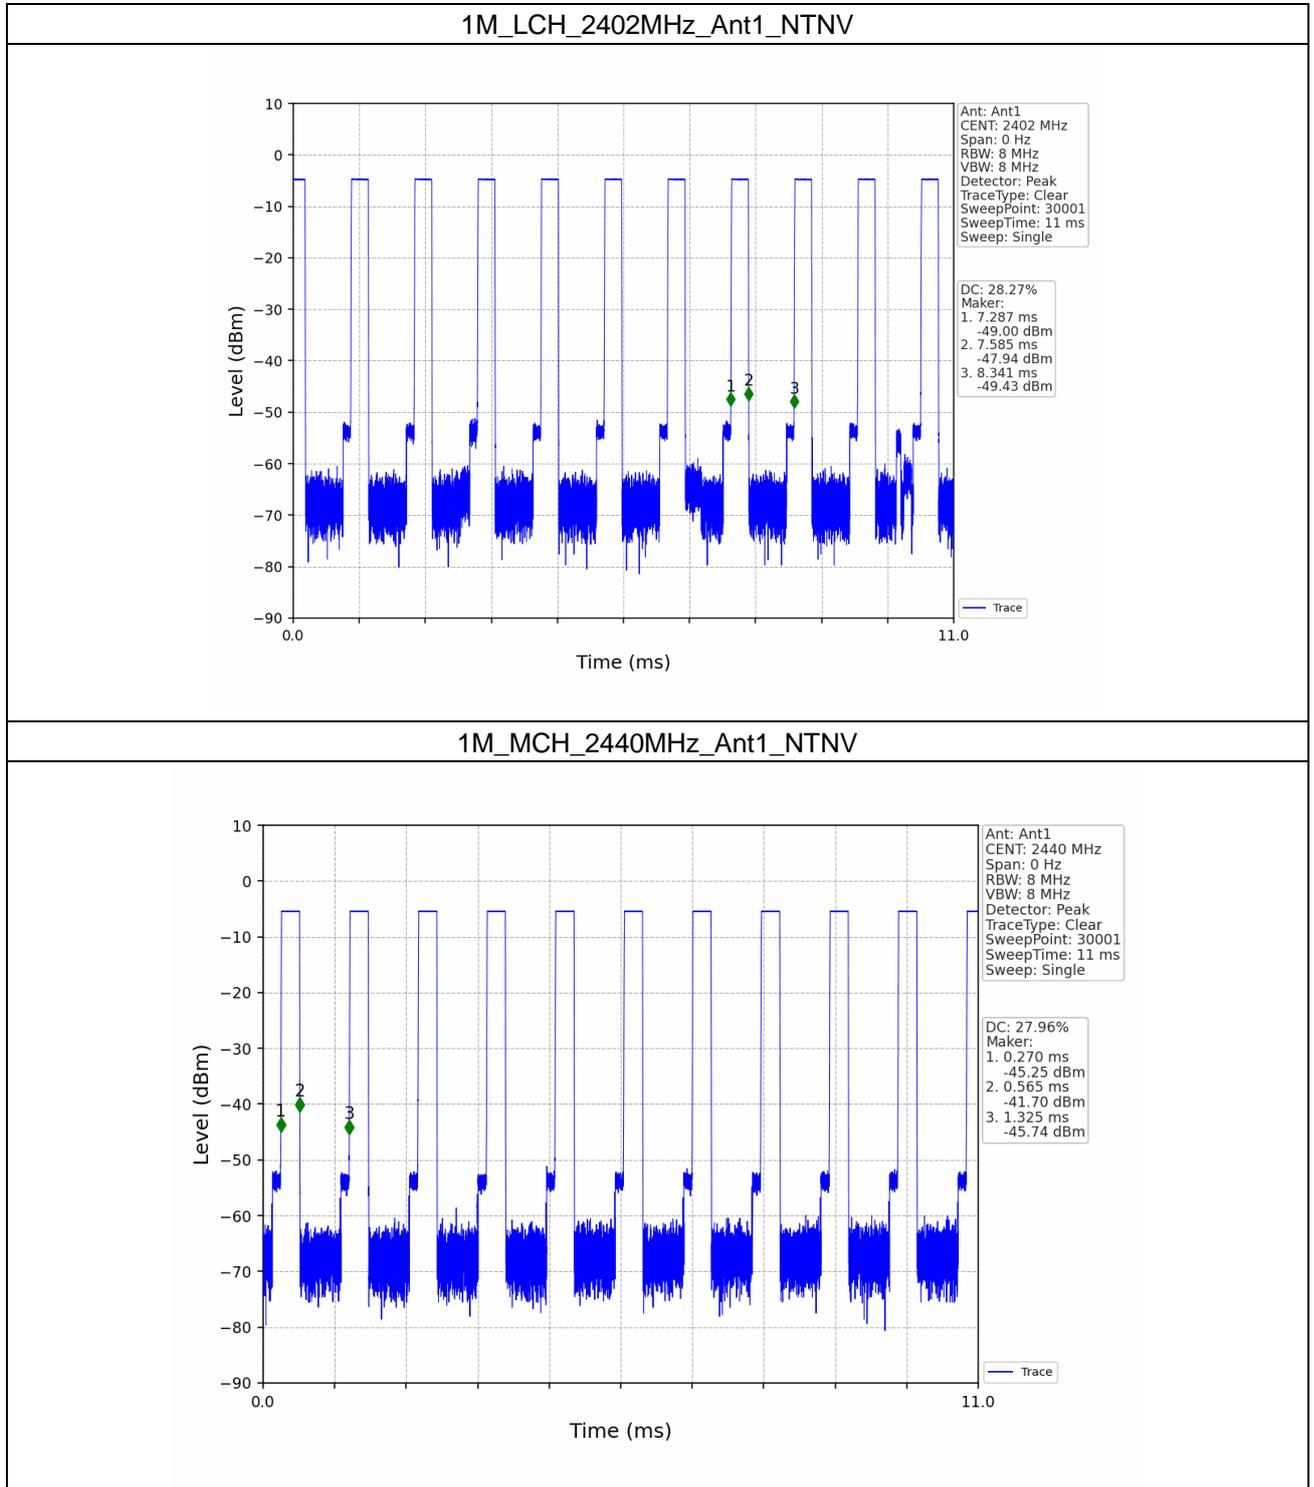 1M_LCH_2402MHz_Ant1_NTNV
10
0
−10
−20
−30
−40
−50
−60
−70
−80
−90
Level (dBm)
1
2
3
0.0
11.0
Time (ms)
Ant: Ant1
CENT: 2402 MHz
Span: 0 Hz
RBW: 8 MHz
VBW: 8 MHz
Detector: Peak
TraceType: Clear
SweepPoint: 30001
SweepTime: 11 ms
Sweep: Single
DC: 28.27%
Maker:
1. 7.287 ms
-49.00 dBm
2. 7.585 ms
-47.94 dBm
3. 8.341 ms
-49.43 dBm
Trace
1M_MCH_2440MHz_Ant1_NTNV
10
0
−10
−20
−30
−40
−50
−60
−70
−80
−90
Level (dBm)
1
2
3
0.0
11.0
Time (ms)
Ant: Ant1
CENT: 2440 MHz
Span: 0 Hz
RBW: 8 MHz
VBW: 8 MHz
Detector: Peak
TraceType: Clear
SweepPoint: 30001
SweepTime: 11 ms
Sweep: Single
DC: 27.96%
Maker:
1. 0.270 ms
-45.25 dBm
2. 0.565 ms
-41.70 dBm
3. 1.325 ms
-45.74 dBm
Trace